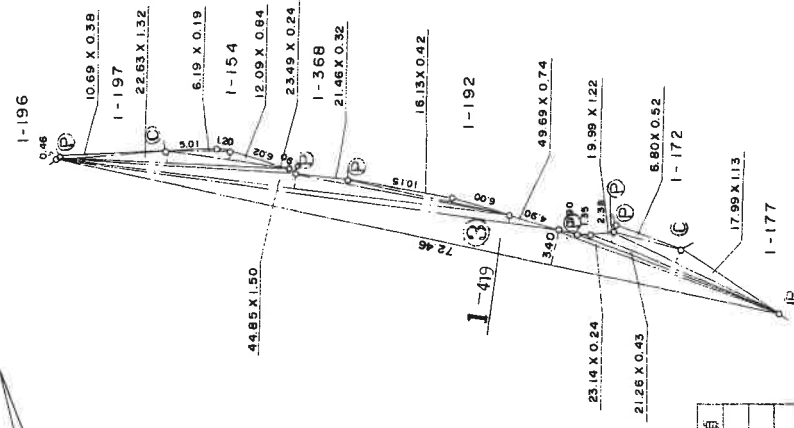 1-196
0.46
P
10.69 X 0.38
1-197
22.63 X 1.32
C
5.01
6.19 X 0.19
1.20
1-154
6.02
12.09 X 0.84
23.49 X 0.24
P
1-368
21.46 X 0.32
10.15
16.13 X 0.42
6.00
1-192
4.90
49.69 X 0.74
72.46
3
44.85 X 1.50
1-419
3.40
1.35
19.99 X 1.22
P
P
6.80 X 0.52
1-172
C
17.99 X 1.13
1-177
23.14 X 0.24
21.26 X 0.43
P